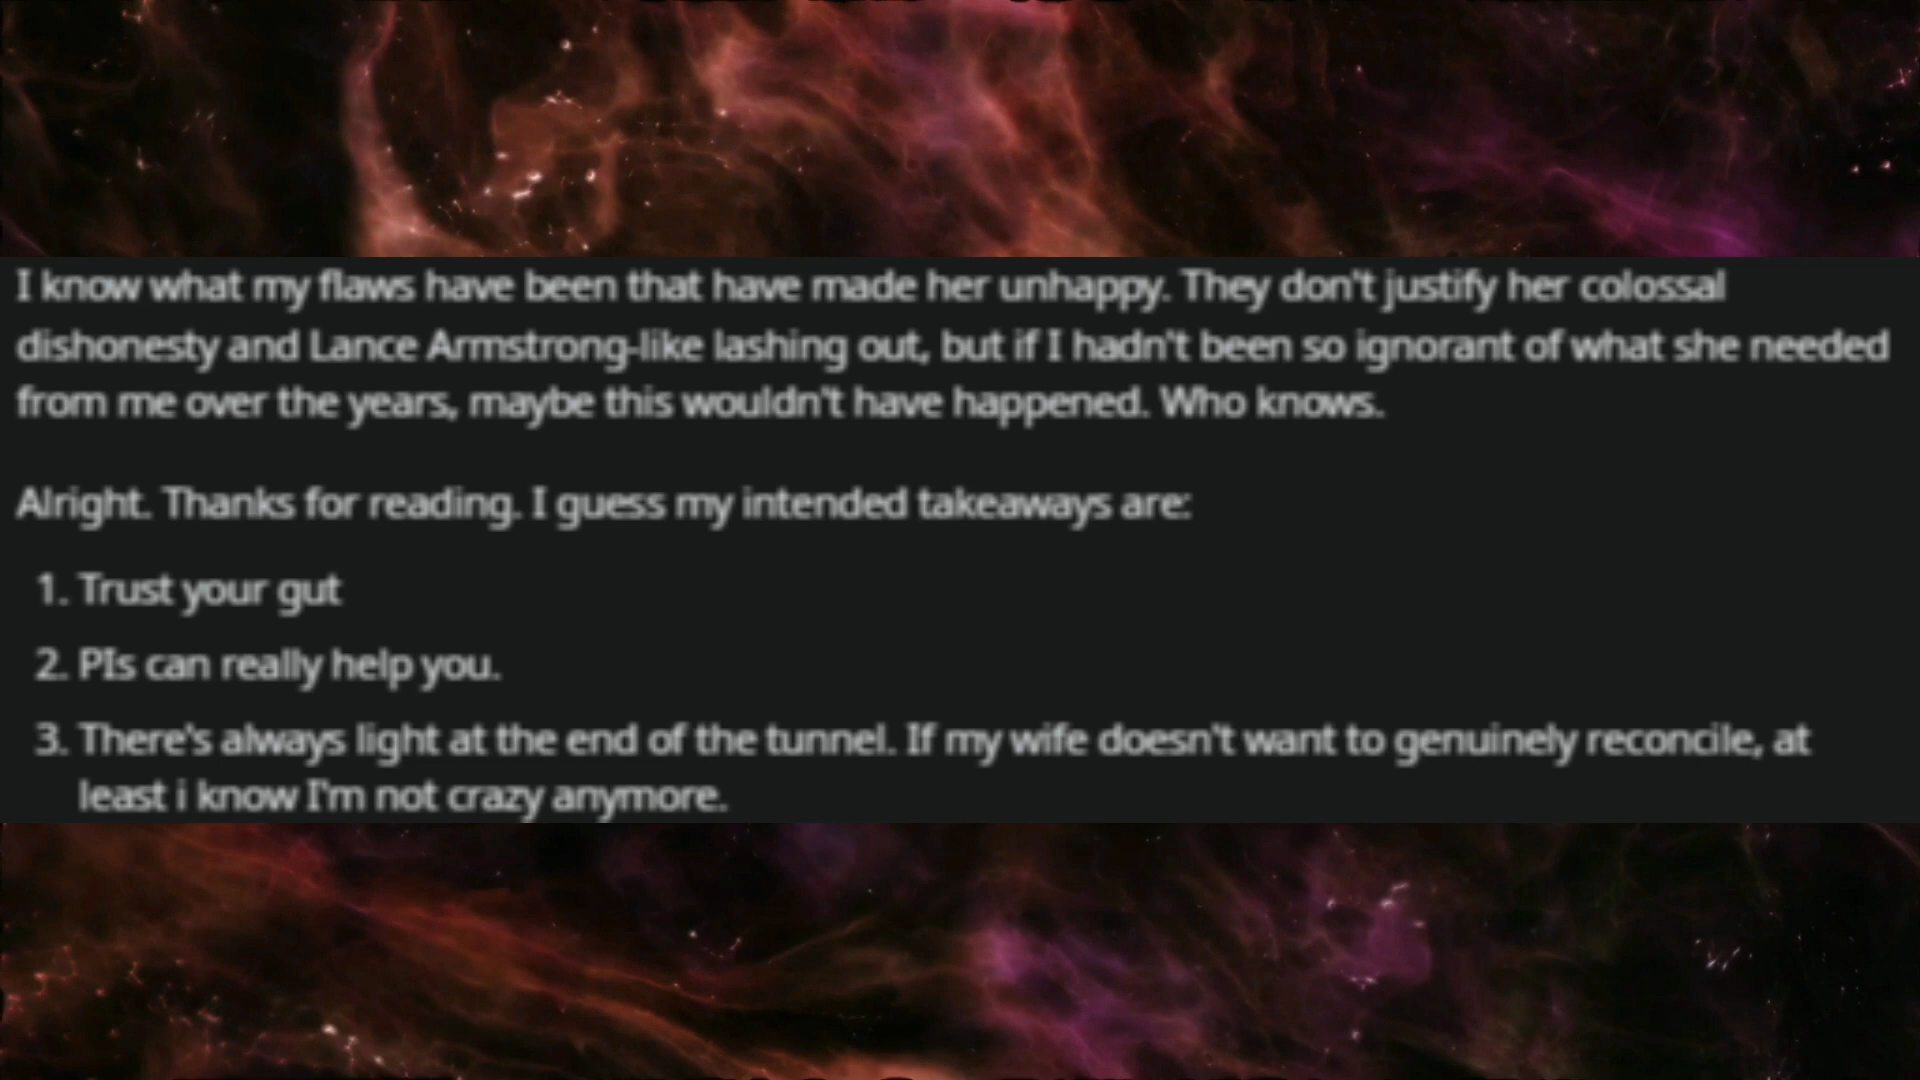 I know what my flaws have been that have made her unhappy. They don't justify her colossal
dishonesty and Lance Armstrong-like lashing out, but if I hadn't been so ignorant of what she needed
from me over the years, maybe this wouldn't have happened. Who knows.
Alright. Thanks for reading. I guess my intended takeaways are:
1. Trust your gut
2. PIs can really help you.
3. There's always light at the end of the tunnel. If my wife doesn't want to genuinely reconcile, at
least i know I'm not crazy anymore.